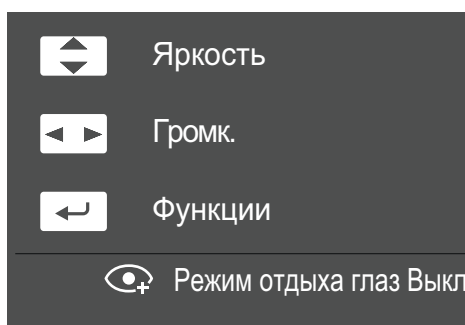 Яркость
Громк.
Функции
Режим отдыха глаз Выкл